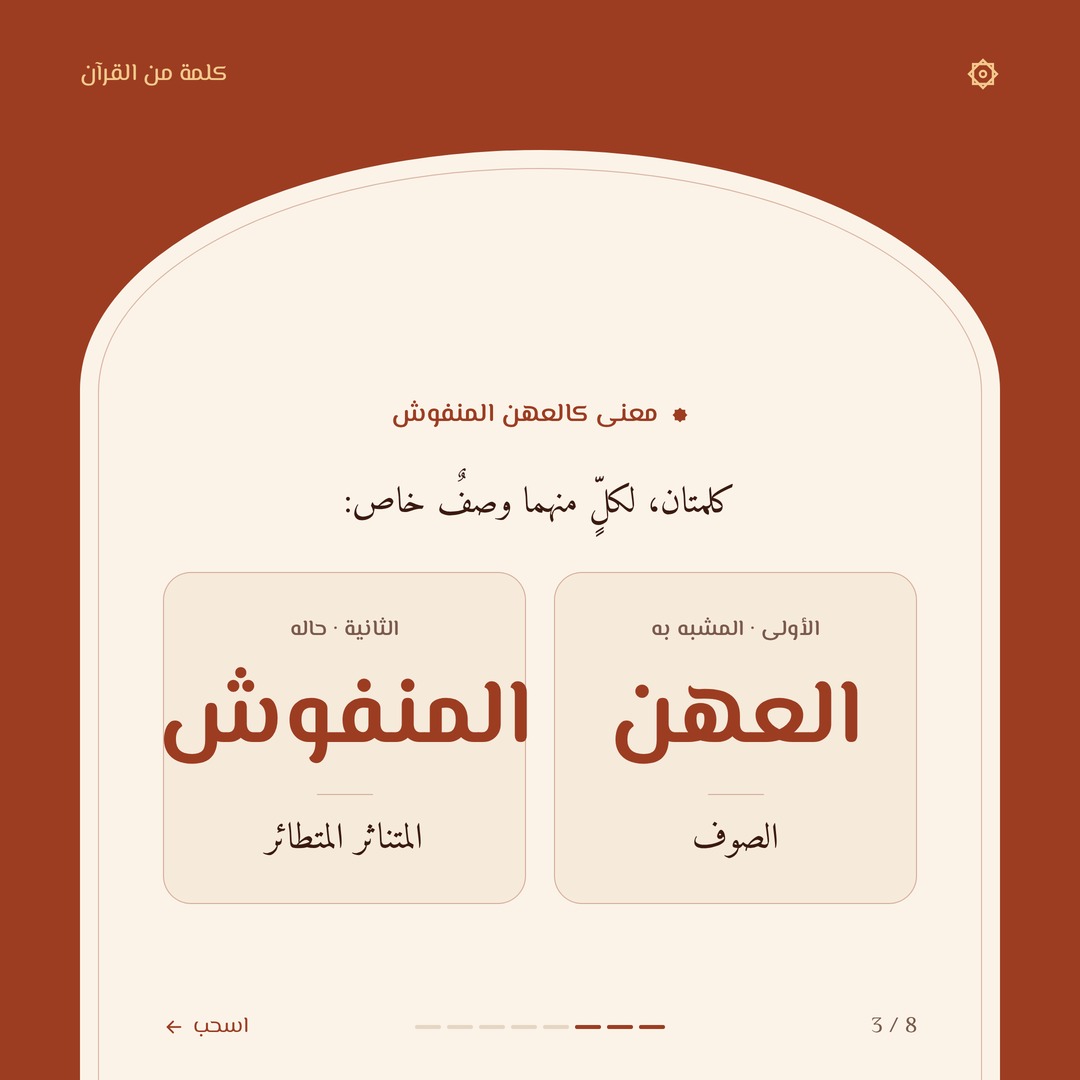 كلمة من القرآن
معنى كالعهن المنفوش
كلمتان، لكلٍّ منهما وصفٌ خاص:
الأولى · المشبه به
العهن
الصوف
الثانية · حاله
المنفوش
المتناثر المتطائر
3 / 8
اسحب ←